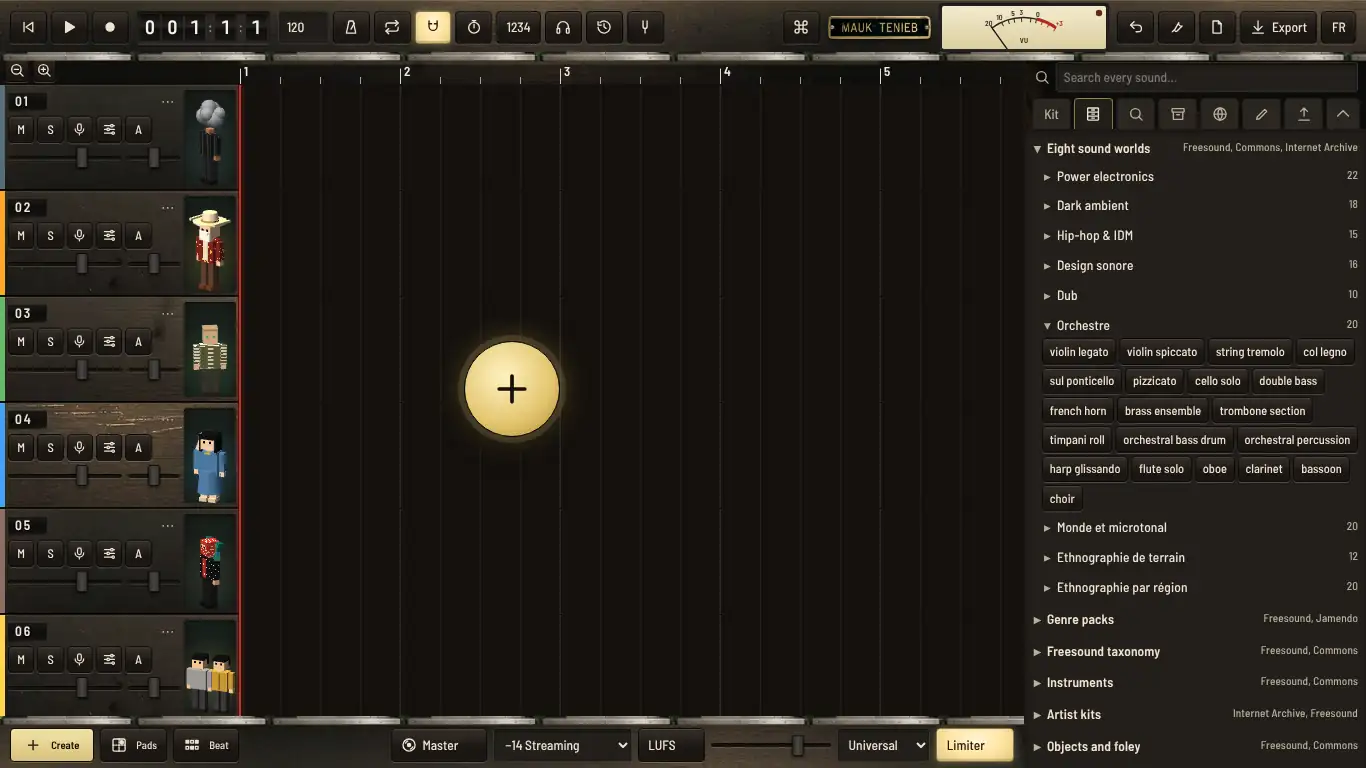 0 0 1 : 1 : 1 120 1234 MAUK TENIEB 20 10 5 3 0 +3 VU Export FR
1 2 3 4 5
Search every sound...
Kit
01 ...
M S A
02 ...
M S A
03 ...
M S A
04 ...
M S A
05 ...
M S A
06 ...
M S A
Eight sound worlds Freesound, Commons, Internet Archive
Power electronics 22
Dark ambient 18
Hip-hop & IDM 15
Design sonore 16
Dub 10
Orchestre 20
violin legato violin spiccato string tremolo col legno
sul ponticello pizzicato cello solo double bass
french horn brass ensemble trombone section
timpani roll orchestral bass drum orchestral percussion
harp glissando flute solo oboe clarinet bassoon
choir
Monde et microtonal 20
Ethnographie de terrain 12
Ethnographie par région 20
Genre packs Freesound, Jamendo
Freesound taxonomy Freesound, Commons
Instruments Freesound, Commons
Artist kits Internet Archive, Freesound
Objects and foley Freesound, Commons
Create Pads Beat Master −14 Streaming LUFS Universal Limiter